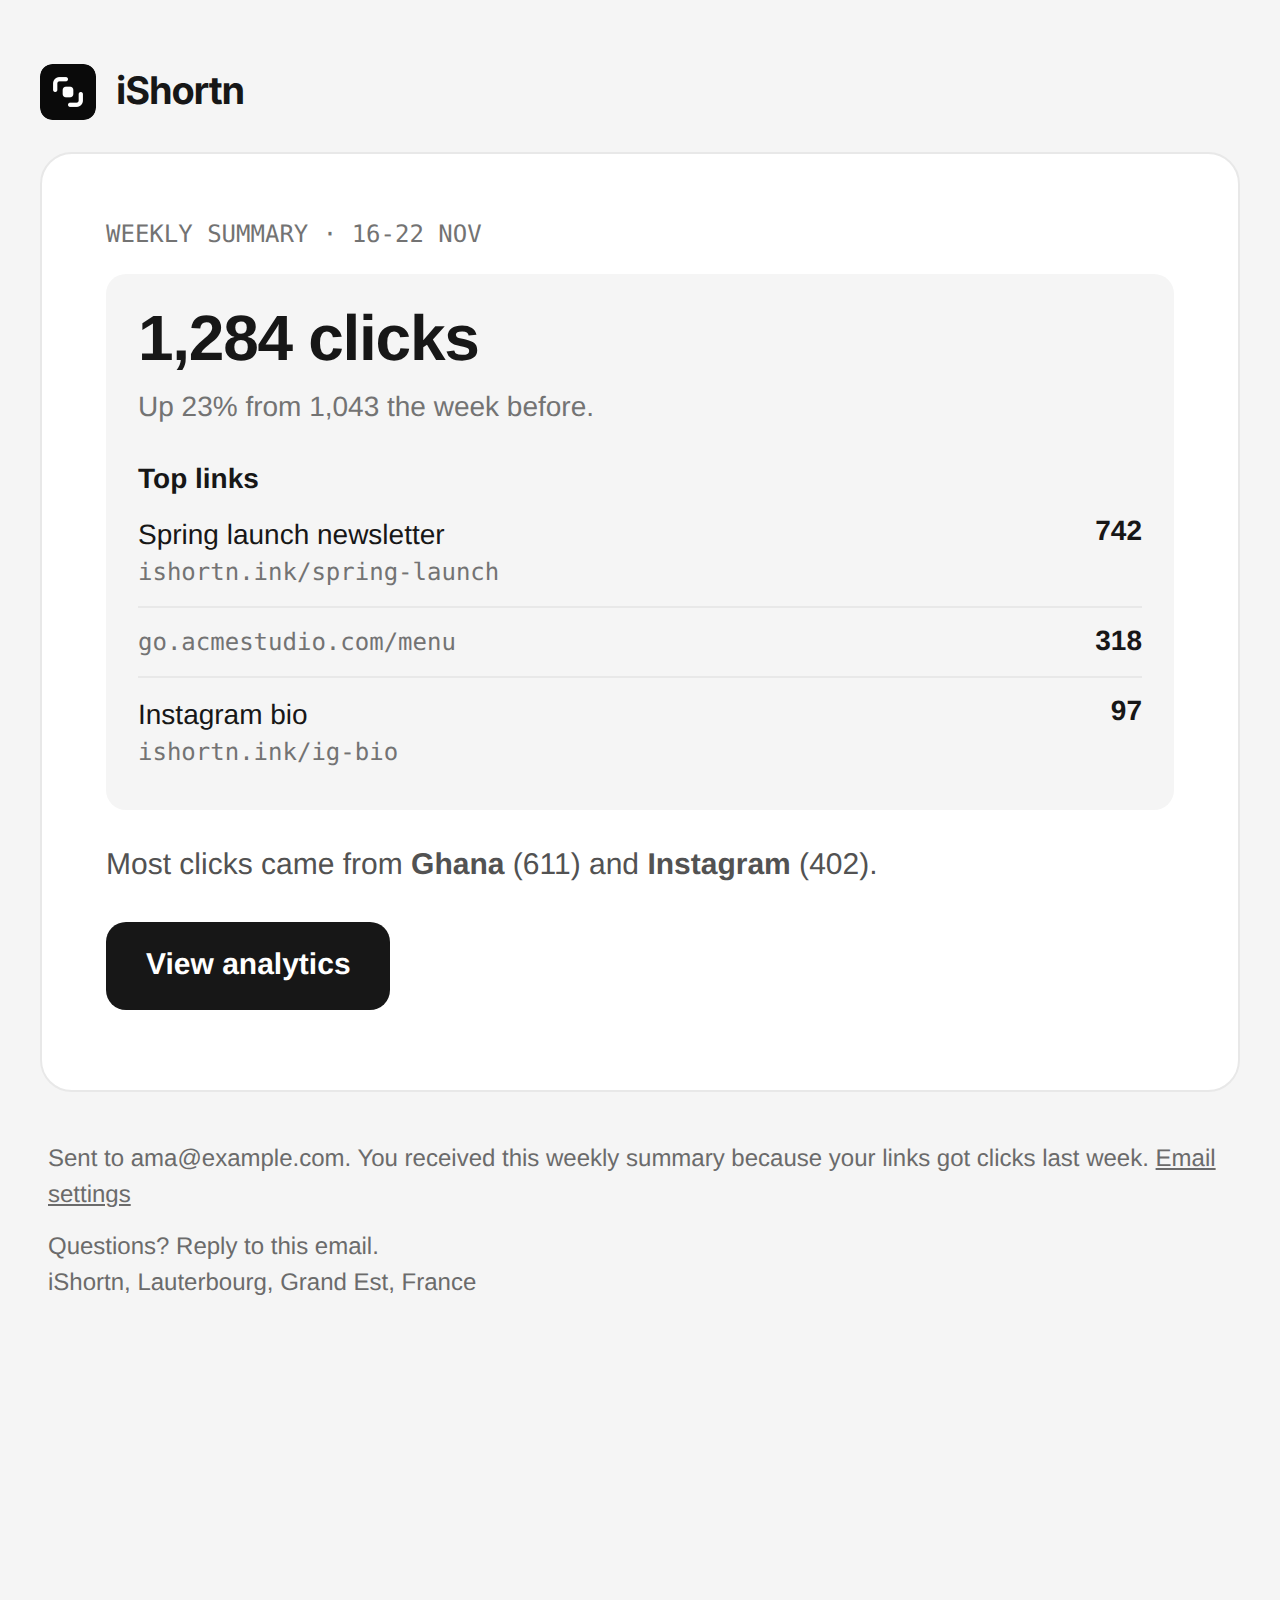 iShortn
WEEKLY SUMMARY · 16-22 NOV
1,284 clicks
Up 23% from 1,043 the week before.
Top links
Spring launch newsletter 742
ishortn.ink/spring-launch
go.acmestudio.com/menu 318
Instagram bio 97
ishortn.ink/ig-bio
Most clicks came from Ghana (611) and Instagram (402).
View analytics
Sent to ama@example.com. You received this weekly summary because your links got clicks last week. Email
settings
Questions? Reply to this email.
iShortn, Lauterbourg, Grand Est, France